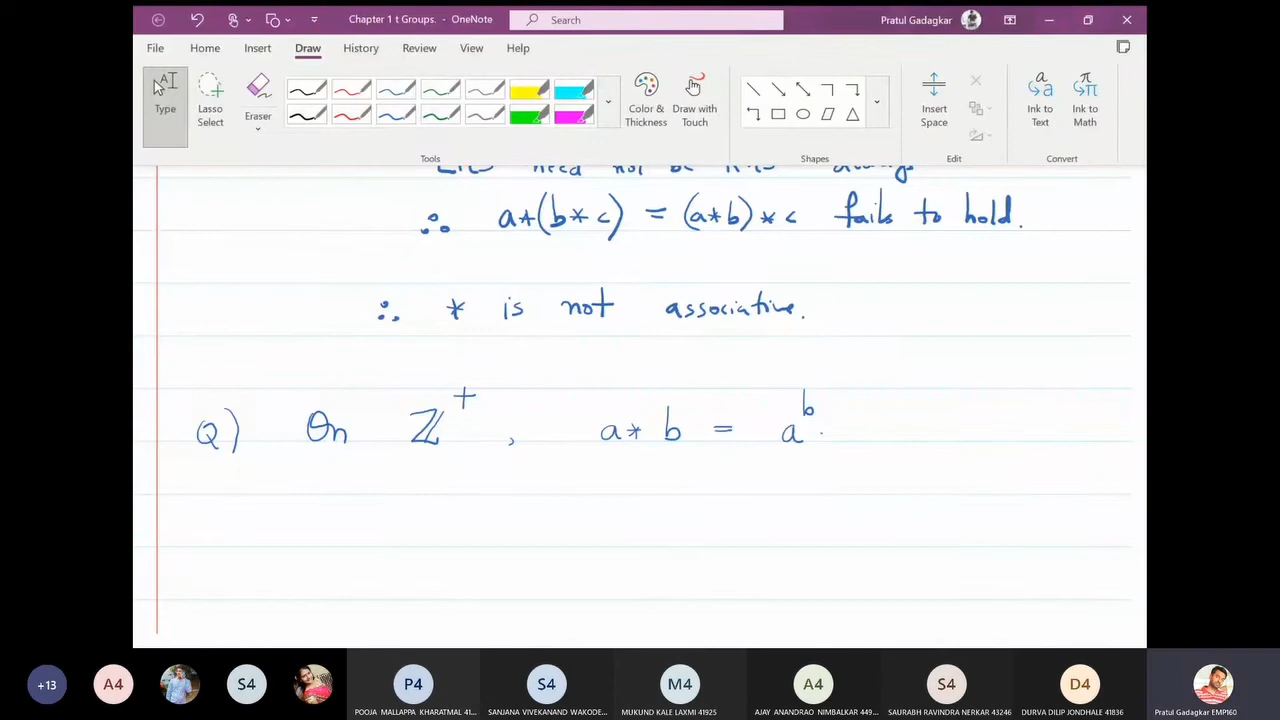 Chapter 1 t Groups. - OneNote
Search
Pratul Gadagkar
File Home Insert Draw History Review View Help
Type
Lasso Select
Eraser
Color & Thickness
Draw with Touch
Insert Space
Ink to Text
Ink to Math
Tools
Shapes
Edit
Convert
need not be
∴ a*(b*c) = (a*b)*c fails to hold.
∴ * is not associative.
Q) On ℤ⁺, a*b = aᵇ.
+13 A4 S4 P4 S4 M4 A4 S4 D4
POOJA MALLAPPA KHARATMAL 41... SANJANA VIVEKANAND WAKODE... MUKUND KALE LAXMI 41925 AJAY ANANDRAO NIMBALKAR 449... SAURABH RAVINDRA NERKAR 43246 DURVA DILIP JONDHALE 41836 Pratul Gadagkar EMP160